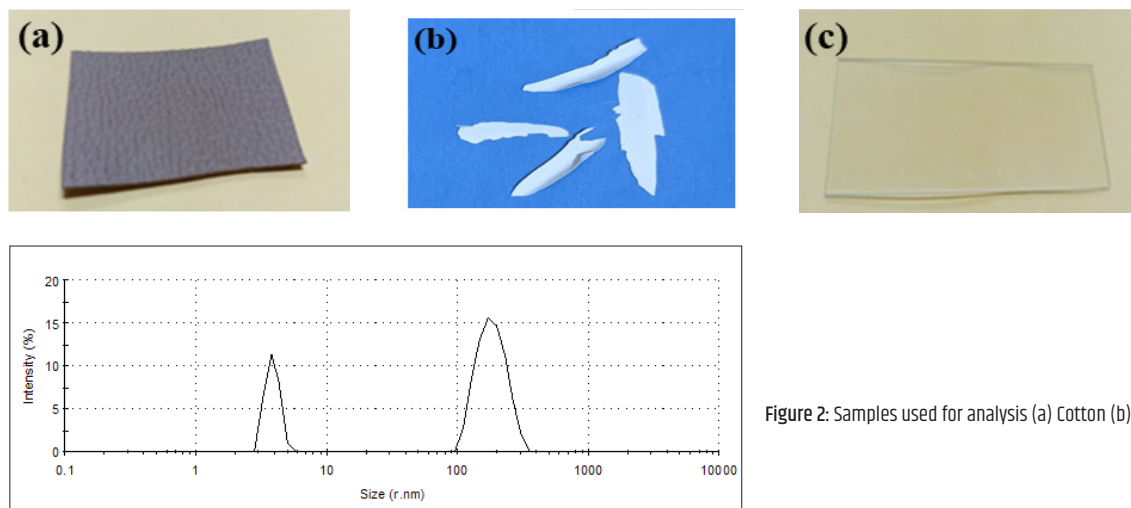 (a)
(b)
(c)
20
15
10
5
0
Intensity (%)
0.1 1 10 100 1000 10000
Size (r.nm)
Figure 2: Samples used for analysis (a) Cotton (b)